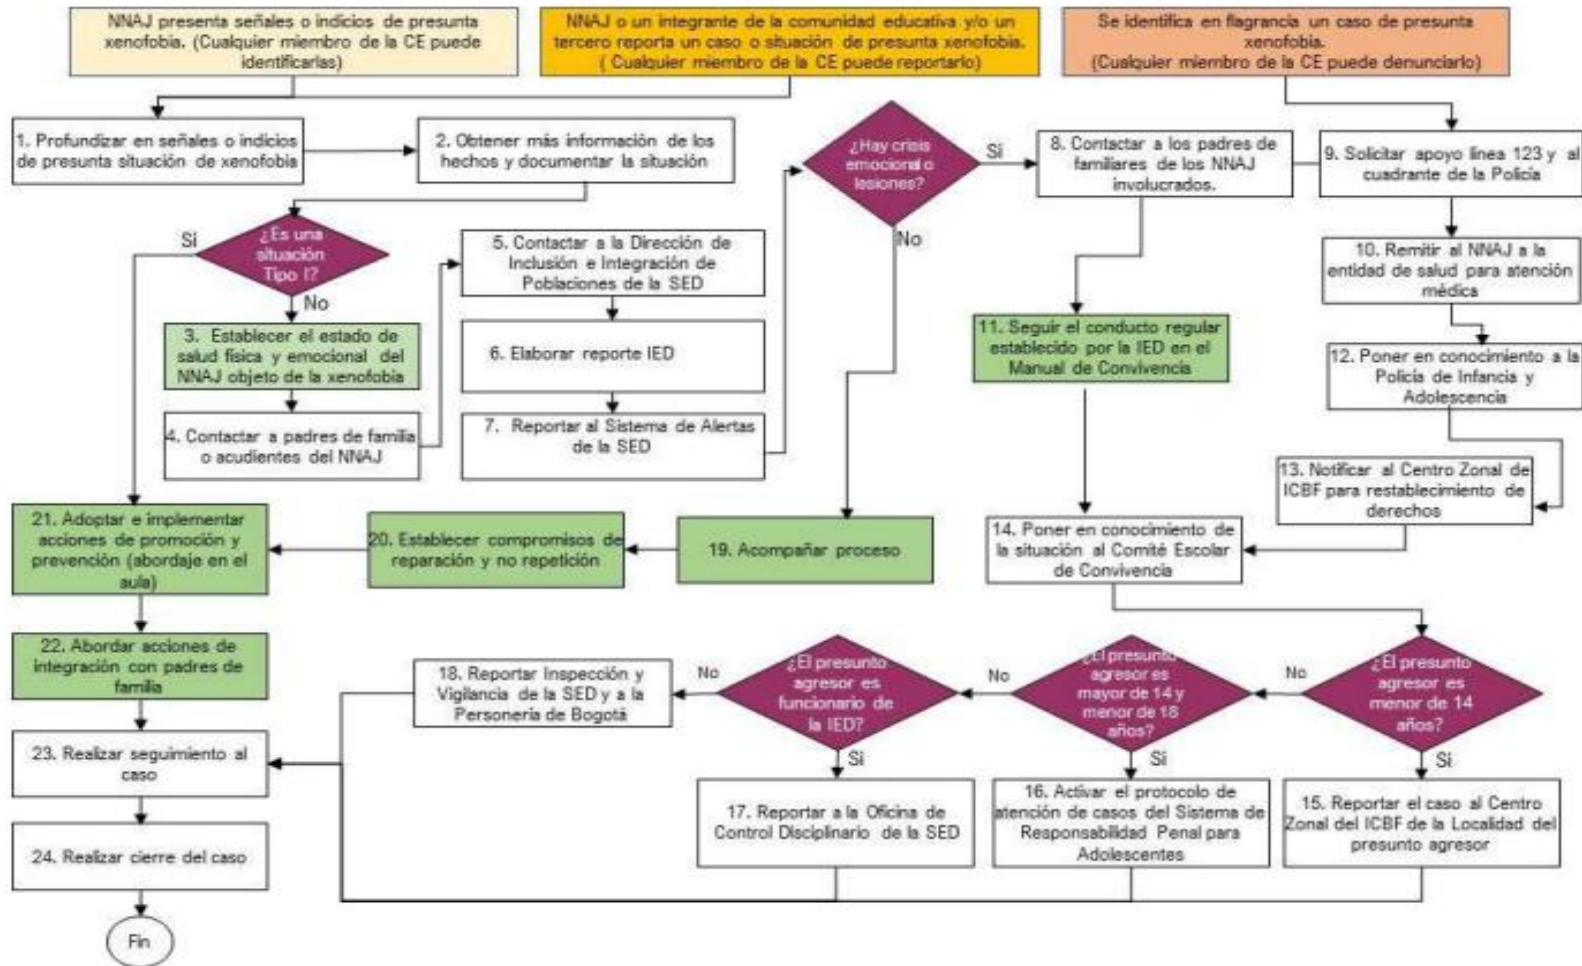 NNAJ presenta señales o indicios de presunta
xenofobia. (Cualquier miembro de la CE puede
identificarlas)
NNAJ o un integrante de la comunidad educativa y/o un
tercero reporta un caso o situación de presunta xenofobia.
( Cualquier miembro de la CE puede reportarlo)
Se identifica en flagrancia un caso de presunta
xenofobia.
(Cualquier miembro de la CE puede denunciarlo)
1. Profundizar en señales o indicios
de presunta situación de xenofobia
2. Obtener más información de los
hechos y documentar la situación
¿Hay crisis
emocional o
lesiones?
Si
No
8. Contactar a los padres de
familiares de los NNAJ
involucrados.
9. Solicitar apoyo línea 123 y al
cuadrante de la Policía
¿Es una
situación
Tipo I?
Si
No
5. Contactar a la Dirección de
Inclusión e Integración de
Poblaciones de la SED
10. Remitir al NNAJ a la
entidad de salud para atención
médica
3. Establecer el estado de
salud física y emocional del
NNAJ objeto de la xenofobia
6. Elaborar reporte IED
11. Seguir el conducto regular
establecido por la IED en el
Manual de Convivencia
12. Poner en conocimiento a la
Policía de Infancia y
Adolescencia
4. Contactar a padres de familia
o acudientes del NNAJ
7. Reportar al Sistema de Alertas
de la SED
13. Notificar al Centro Zonal de
ICBF para restablecimiento de
derechos
21. Adoptar e implementar
acciones de promoción y
prevención (abordaje en el
aula)
20. Establecer compromisos de
reparación y no repetición
19. Acompañar proceso
14. Poner en conocimiento de
la situación al Comité Escolar
de Convivencia
22. Abordar acciones de
integración con padres de
familia
18. Reportar Inspección y
Vigilancia de la SED y a la
Personería de Bogotá
No
¿El presunto
agresor es
funcionario de
la IED?
Si
No
¿El presunto
agresor es
mayor de 14 y
menor de 18
años?
Si
No
¿El presunto
agresor es
menor de 14
años?
Si
23. Realizar seguimiento al
caso
17. Reportar a la Oficina de
Control Disciplinario de la SED
16. Activar el protocolo de
atención de casos del Sistema de
Responsabilidad Penal para
Adolescentes
15. Reportar el caso al Centro
Zonal del ICBF de la Localidad del
presunto agresor
24. Realizar cierre del caso
Fin